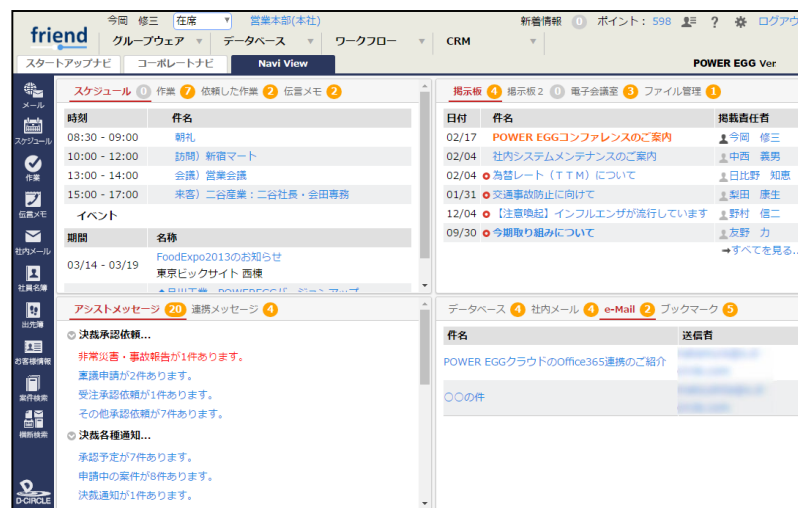 friend
今岡 修三 在席 営業本部(本社) 新着情報 0 ポイント: 598 ? ログアウ
グループウェア データベース ワークフロー CRM
スタートアップナビ コーポレートナビ Navi View POWER EGG Ver
メール
スケジュール
作業
伝言メモ
社内メール
社員名簿
出先簿
お客様情報
案件検索
横断検索
D-CIRCLE
スケジュール 0 作業 7 依頼した作業 2 伝言メモ 2
時刻 件名
08:30 - 09:00 朝礼
10:00 - 12:00 訪問）新宿マート
13:00 - 14:00 会議）営業会議
15:00 - 17:00 来客）二谷産業：二谷社長・会田専務
イベント
期間 名称
03/14 - 03/19 FoodExpo2013のお知らせ
東京ビックサイト 西棟
掲示板 4 掲示板2 0 電子会議室 3 ファイル管理 1
日付 件名 掲載責任者
02/17 POWER EGGコンファレンスのご案内 今岡 修三
02/04 社内システムメンテナンスのご案内 中西 義男
02/04 為替レート（ＴＴＭ）について 日比野 知恵
01/31 交通事故防止に向けて 梨田 康生
12/04 【注意喚起】インフルエンザが流行しています 野村 信二
09/30 今期取り組みについて 友野 力
➡すべてを見る..
アシストメッセージ 20 連携メッセージ 4
決裁承認依頼...
非常災害・事故報告が1件あります。
稟議申請が2件あります。
受注承認依頼が1件あります。
その他承認依頼が7件あります。
決裁各種通知...
承認予定が7件あります。
申請中の案件が8件あります。
決裁通知が1件あります。
データベース 4 社内メール 4 e-Mail 2 ブックマーク 5
件名 送信者
POWER EGGクラウドのOffice365連携のご紹介
○○の件